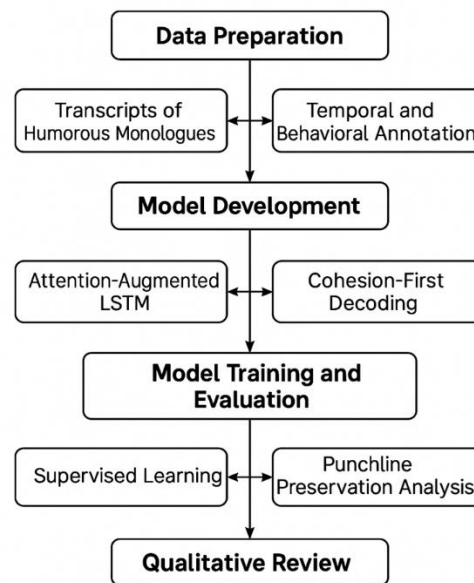 Data Preparation
Transcripts of
Humorous Monologues
Temporal and
Behavioral Annotation
Model Development
Attention-Augmented
LSTM
Cohesion-First
Decoding
Model Training and
Evaluation
Supervised Learning
Punchline
Preservation Analysis
Qualitative Review